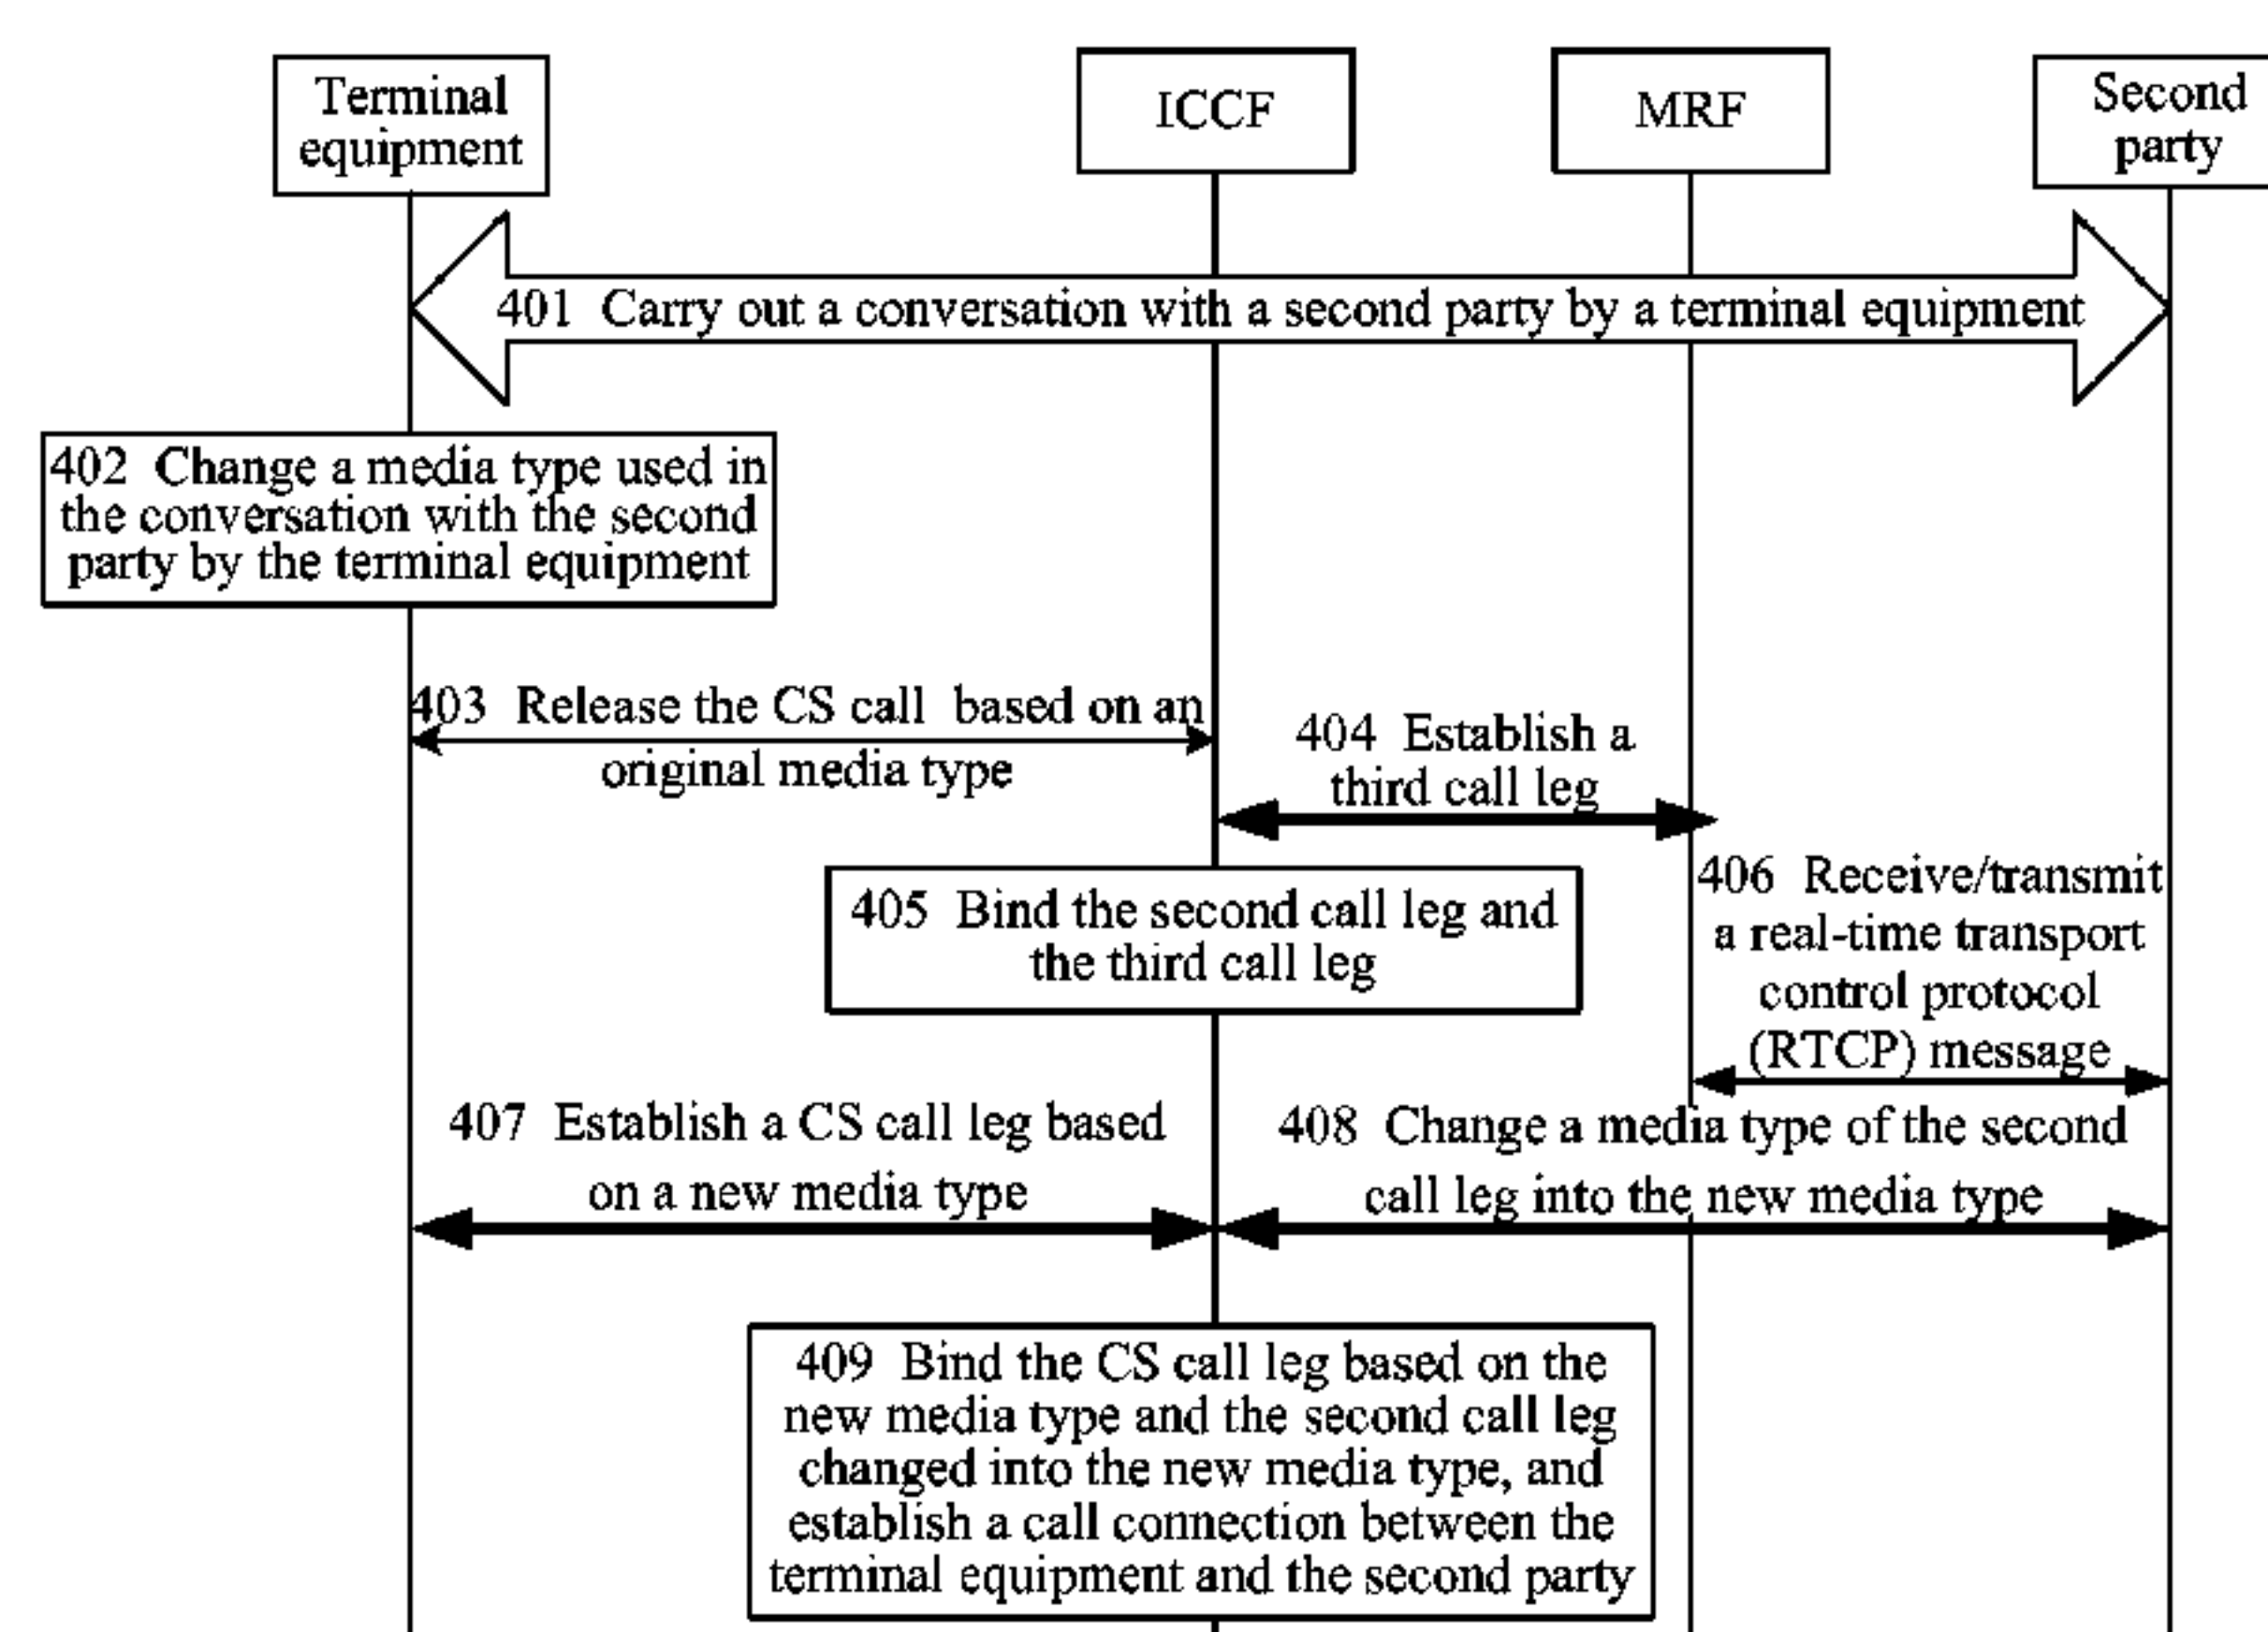 Terminal
equipment
ICCF
MRF
Second
party
401 Carry out a conversation with a second party by a terminal equipment
402 Change a media type used in
the conversation with the second
party by the terminal equipment
403 Release the CS call based on an
original media type
404 Establish a
third call leg
405 Bind the second call leg and
the third call leg
406 Receive/transmit
a real-time transport
control protocol
(RTCP) message
407 Establish a CS call leg based
on a new media type
408 Change a media type of the second
call leg into the new media type
409 Bind the CS call leg based on the
new media type and the second call leg
changed into the new media type, and
establish a call connection between the
terminal equipment and the second party